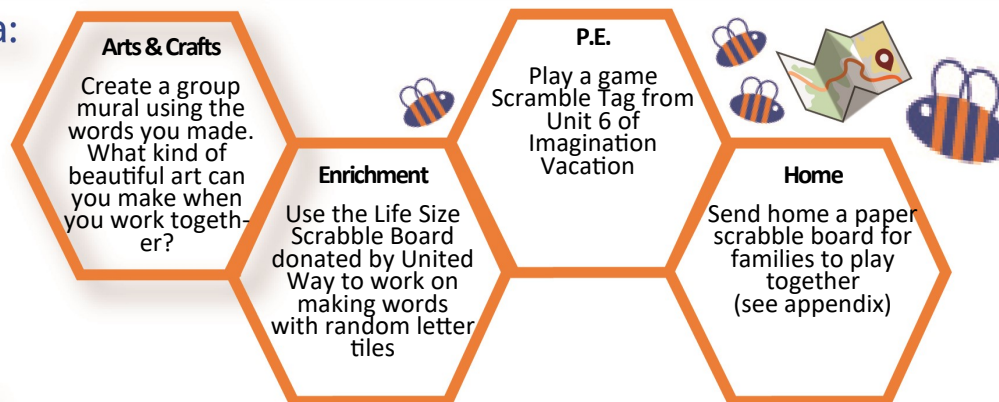 a:
Arts & Crafts
Create a group
mural using the
words you made.
What kind of
beautiful art can
you make when
you work togeth-
er?
Enrichment
Use the Life Size
Scrabble Board
donated by United
Way to work on
making words
with random letter
tiles
P.E.
Play a game
Scramble Tag from
Unit 6 of
Imagination
Vacation
Home
Send home a paper
scrabble board for
families to play
together
(see appendix)